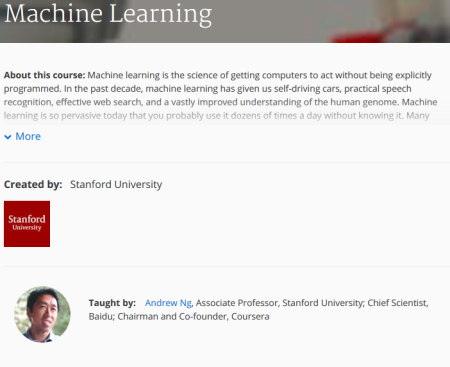 Machine Learning
About this course: Machine learning is the science of getting computers to act without being explicitly
programmed. In the past decade, machine learning has given us self-driving cars, practical speech
recognition, effective web search, and a vastly improved understanding of the human genome. Machine
learning is so pervasive today that you probably use it dozens of times a day without knowing it. Many
More
Created by: Stanford University
Stanford
University
Taught by: Andrew Ng, Associate Professor, Stanford University; Chief Scientist,
Baidu; Chairman and Co-founder, Coursera